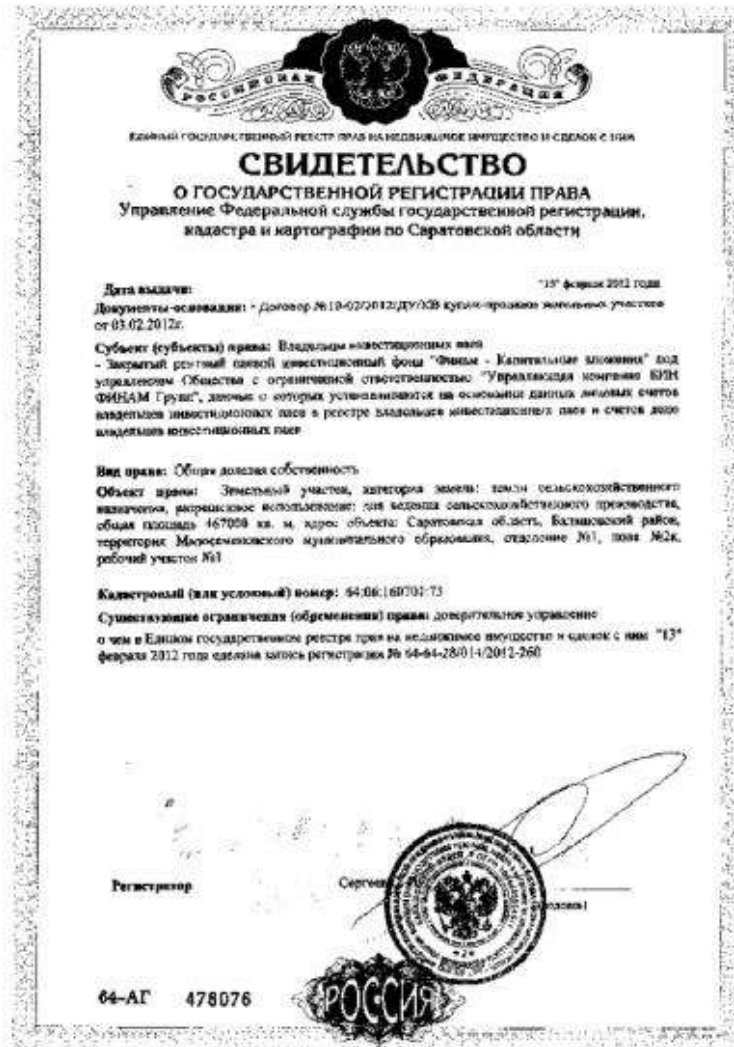 РОССИЙСКАЯ ФЕДЕРАЦИЯ
ЕДИНЫЙ ГОСУДАРСТВЕННЫЙ РЕЕСТР ПРАВ НА НЕДВИЖИМОЕ ИМУЩЕСТВО И СДЕЛОК С НИМ
СВИДЕТЕЛЬСТВО
О ГОСУДАРСТВЕННОЙ РЕГИСТРАЦИИ ПРАВА
Управление Федеральной службы государственной регистрации,
кадастра и картографии по Саратовской области
Дата выдачи: февраля 2012 года
Документы-основания: - Договор №10-02/2012/ДУ/КВ купли-продажи земельных участков
от 03.02.2012г.
Субъект (субъекты) права: Владельцы инвестиционных паев
- Закрытый рентный паевой инвестиционный фонд "Финам - Капитальные вложения" под
управлением Общества с ограниченной ответственностью "Управляющая компания
ФИНАМ Групп", данные о которых устанавливаются на основании данных лицевых счетов
владельцев инвестиционных паев в реестре владельцев инвестиционных паев и счетов депо
владельцев инвестиционных паев
Вид права: Общая долевая собственность
Объект права: Земельный участок, категория земель: земли сельскохозяйственного
назначения, разрешенное использование: для ведения сельскохозяйственного производства,
общая площадь 467000 кв. м, адрес объекта: Саратовская область, Балашовский район,
территория муниципального образования, отделение №1, поле №2к,
рабочий участок №1
Кадастровый (или условный) номер: 64:06:160701:73
Существующие ограничения (обременения) права: доверительное управление
о чем в Едином государственном реестре прав на недвижимое имущество и сделок с ним "13"
февраля 2012 года сделана запись регистрации № 64-64-28/014/2012-260
Регистратор
64-АГ 478076
РОССИЯ